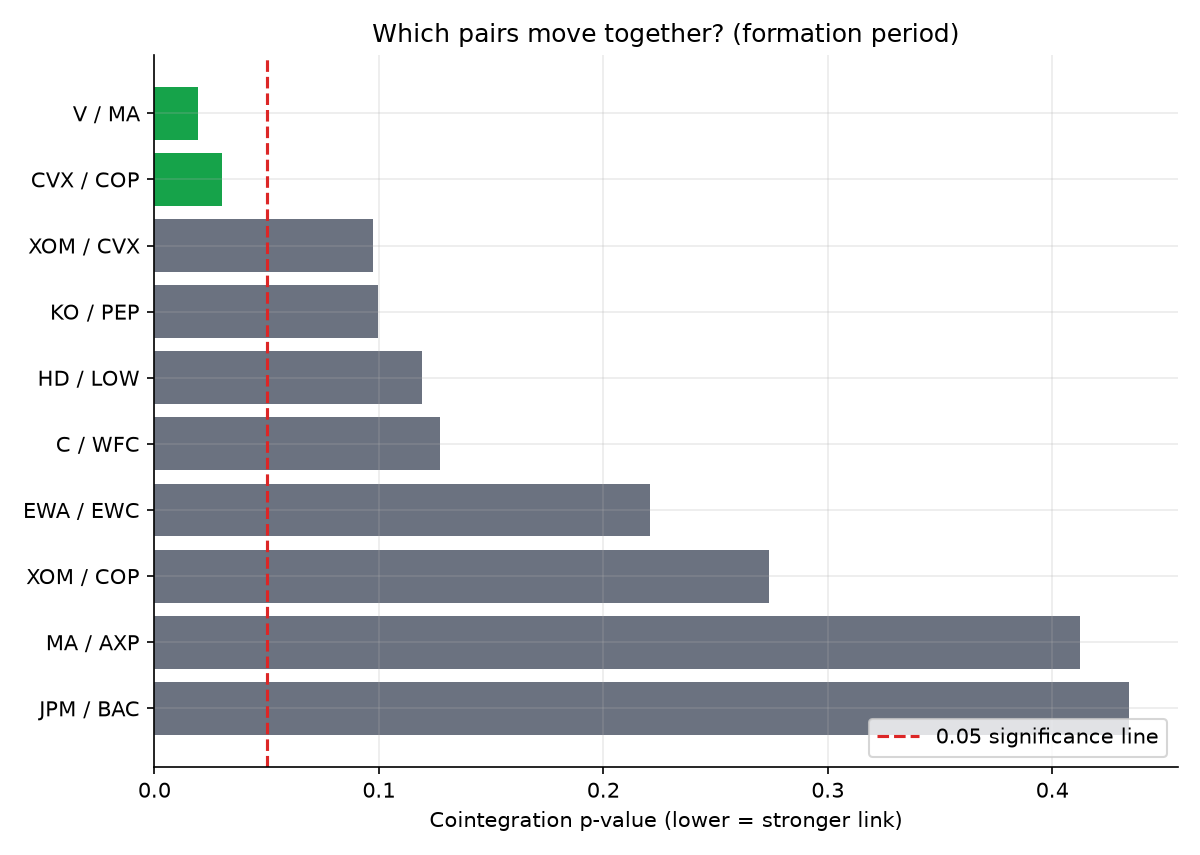 Which pairs move together? (formation period)
V / MA
CVX / COP
XOM / CVX
KO / PEP
HD / LOW
C / WFC
EWA / EWC
XOM / COP
MA / AXP
JPM / BAC
0.05 significance line
0.0 0.1 0.2 0.3 0.4
Cointegration p-value (lower = stronger link)